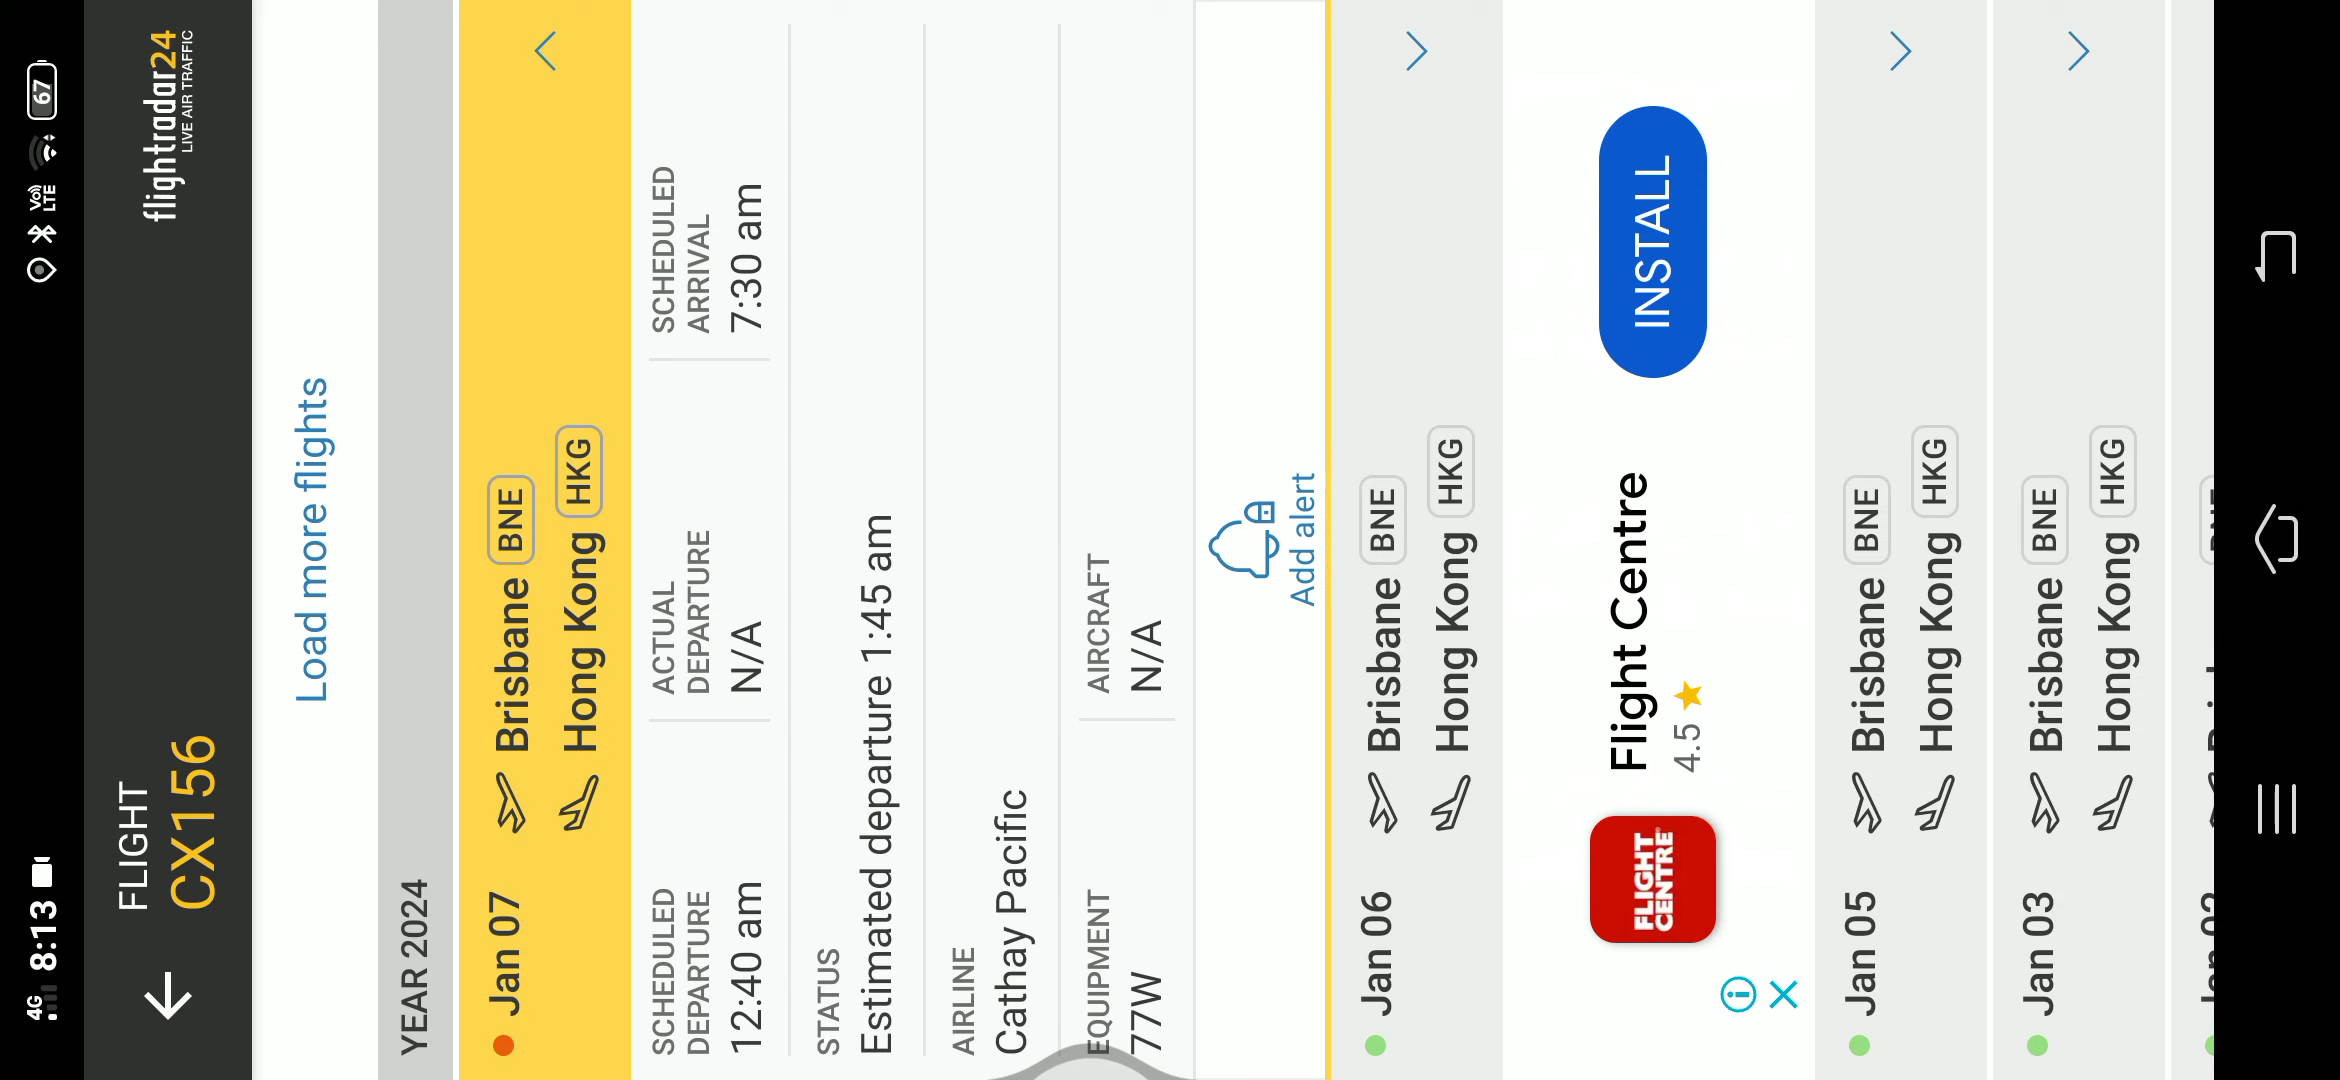 4G 8:13 Vo)) LTE 67
FLIGHT
CX156
flightradar24
LIVE AIR TRAFFIC
Load more flights
YEAR 2024
Jan 07
Brisbane BNE
Hong Kong HKG
SCHEDULED DEPARTURE
12:40 am
ACTUAL DEPARTURE
N/A
SCHEDULED ARRIVAL
7:30 am
STATUS
Estimated departure 1:45 am
AIRLINE
Cathay Pacific
EQUIPMENT
77W
AIRCRAFT
N/A
Add alert
Jan 06
Brisbane BNE
Hong Kong HKG
FLIGHT CENTRE
Flight Centre
4.5
INSTALL
Jan 05
Brisbane BNE
Hong Kong HKG
Jan 03
Brisbane BNE
Hong Kong HKG